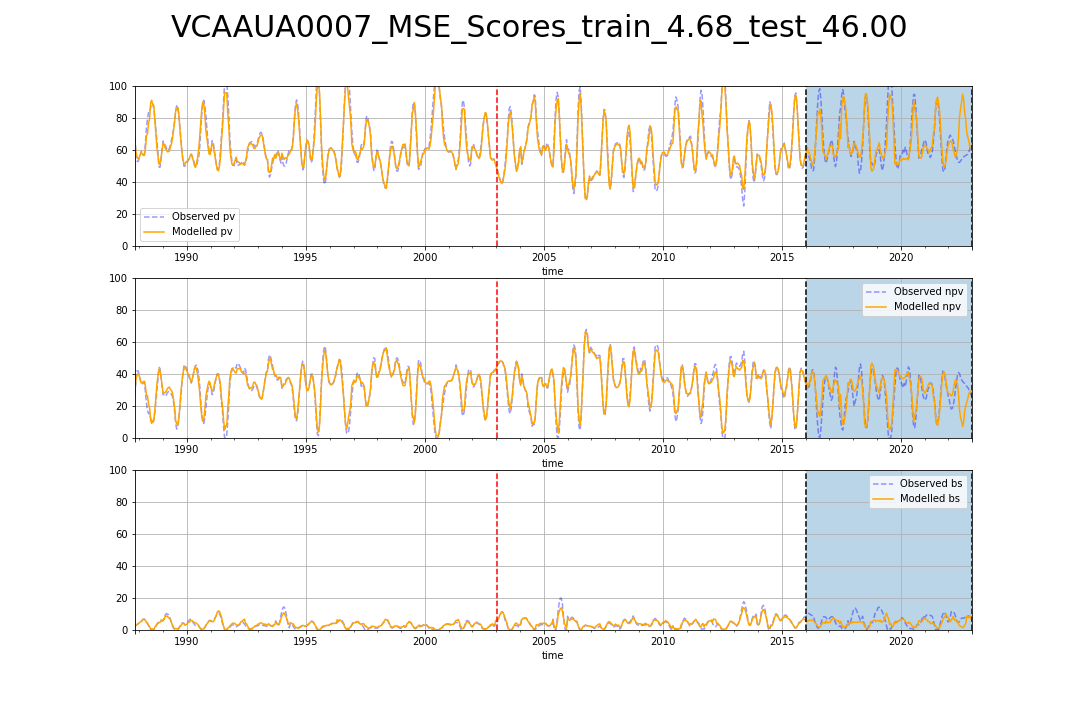 VCAAUA0007_MSE_Scores_train_4.68_test_46.00
100
80
60
40
20
0
Observed pv
Modelled pv
1990 1995 2000 2005 2010 2015 2020
time
100
80
60
40
20
0
Observed npv
Modelled npv
1990 1995 2000 2005 2010 2015 2020
time
100
80
60
40
20
0
Observed bs
Modelled bs
1990 1995 2000 2005 2010 2015 2020
time